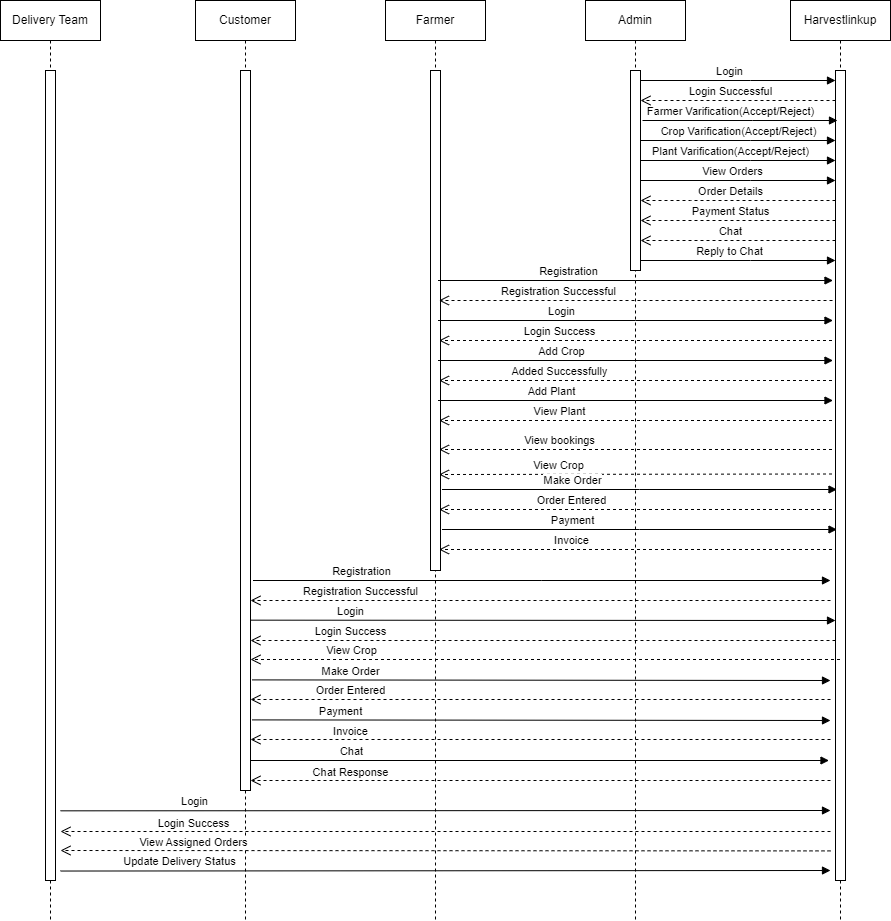 Delivery Team
Customer
Farmer
Admin
Harvestlinkup
Login
Login Successful
Farmer Varification(Accept/Reject)
Crop Varification(Accept/Reject)
Plant Varification(Accept/Reject)
View Orders
Order Details
Payment Status
Chat
Reply to Chat
Registration
Registration Successful
Login
Login Success
Add Crop
Added Successfully
Add Plant
View Plant
View bookings
View Crop
Make Order
Order Entered
Payment
Invoice
Registration
Registration Successful
Login
Login Success
View Crop
Make Order
Order Entered
Payment
Invoice
Chat
Chat Response
Login
Login Success
View Assigned Orders
Update Delivery Status